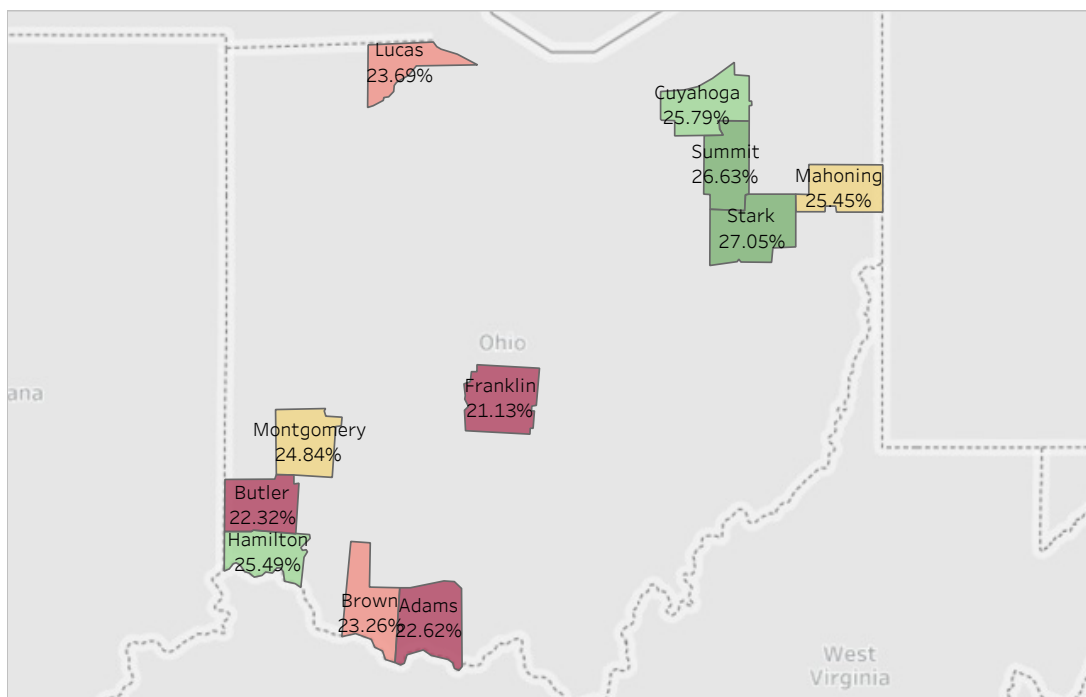 Lucas
23.69%
Cuyahoga
25.79%
Summit
26.63%
Mahoning
25.45%
Stark
27.05%
Ohio
Franklin
21.13%
ana
Montgomery
24.84%
Butler
22.32%
Hamilton
25.49%
Brown
23.26%
Adams
22.62%
West
Virginia